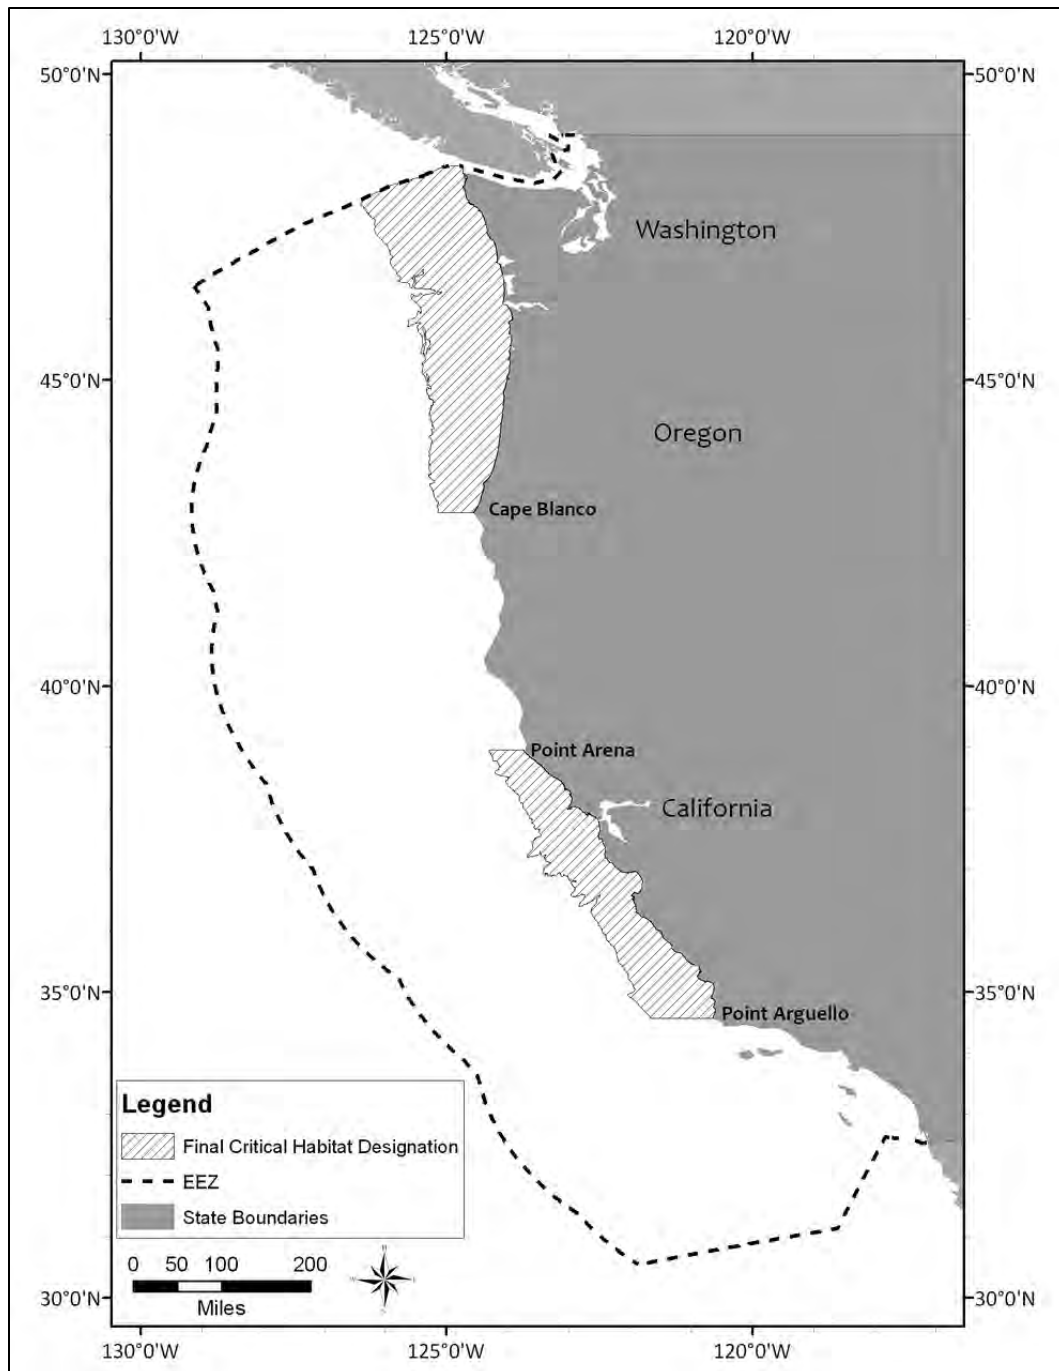 130°0'W 125°0'W 120°0'W
50°0'N 50°0'N
Washington
45°0'N 45°0'N
Oregon
Cape Blanco
40°0'N 40°0'N
Point Arena
California
35°0'N 35°0'N
Point Arguello
Legend
Final Critical Habitat Designation
EEZ
State Boundaries
0 50 100 200
Miles
30°0'N 30°0'N
130°0'W 125°0'W 120°0'W